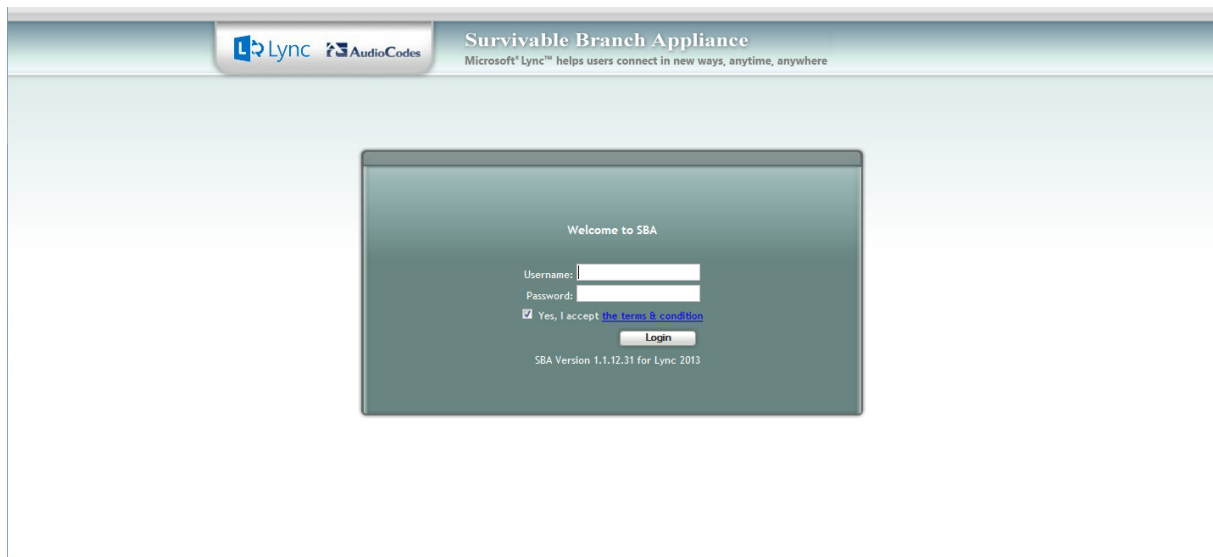 Lync AudioCodes
Survivable Branch Appliance
Microsoft® Lync™ helps users connect in new ways, anytime, anywhere
Welcome to SBA
Username:
Password:
Yes, I accept the terms & condition
Login
SBA Version 1.1.12.31 for Lync 2013